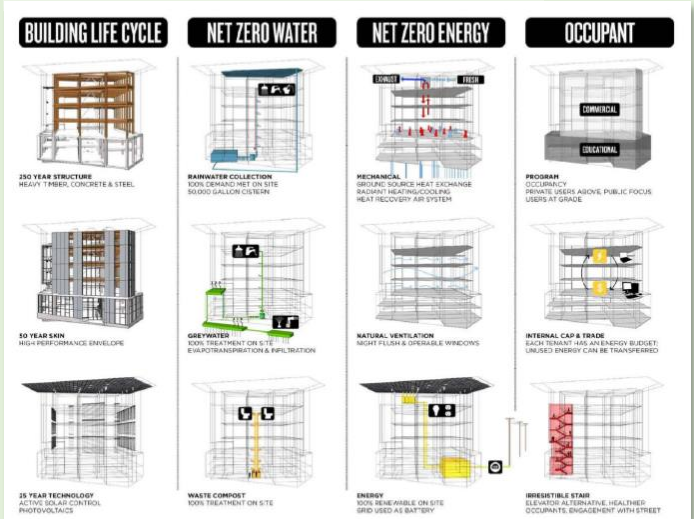 BUILDING LIFE CYCLE
NET ZERO WATER
NET ZERO ENERGY
OCCUPANT
250 YEAR STRUCTURE
HEAVY TIMBER, CONCRETE & STEEL
RAINWATER COLLECTION
100% DEMAND MET ON SITE
50,000 GALLON CISTERN
EXHAUST
FRESH
MECHANICAL
GROUND SOURCE HEAT EXCHANGE
RADIANT HEATING/COOLING
HEAT RECOVERY AIR SYSTEM
COMMERCIAL
EDUCATIONAL
PROGRAM
OCCUPANCY
PRIVATE USERS ABOVE, PUBLIC FOCUS
USERS AT GRADE
50 YEAR SKIN
HIGH PERFORMANCE ENVELOPE
GREYWATER
100% TREATMENT ON SITE
EVAPOTRANSPIRATION & INFILTRATION
NATURAL VENTILATION
NIGHT FLUSH & OPERABLE WINDOWS
INTERNAL CAP & TRADE
EACH TENANT HAS AN ENERGY BUDGET:
UNUSED ENERGY CAN BE TRANSFEARED
25 YEAR TECHNOLOGY
ACTIVE SOLAR CONTROL
PHOTOVOLTAICS
WASTE COMPOST
100% TREATMENT ON SITE
ENERGY
100% RENEWABLE ON SITE
GRID USED AS BATTERY
IRRESISTIBLE STAIR
ELEVATOR ALTERNATIVE, HEALTHIER
OCCUPANTS, ENGAGEMENT WITH STREET